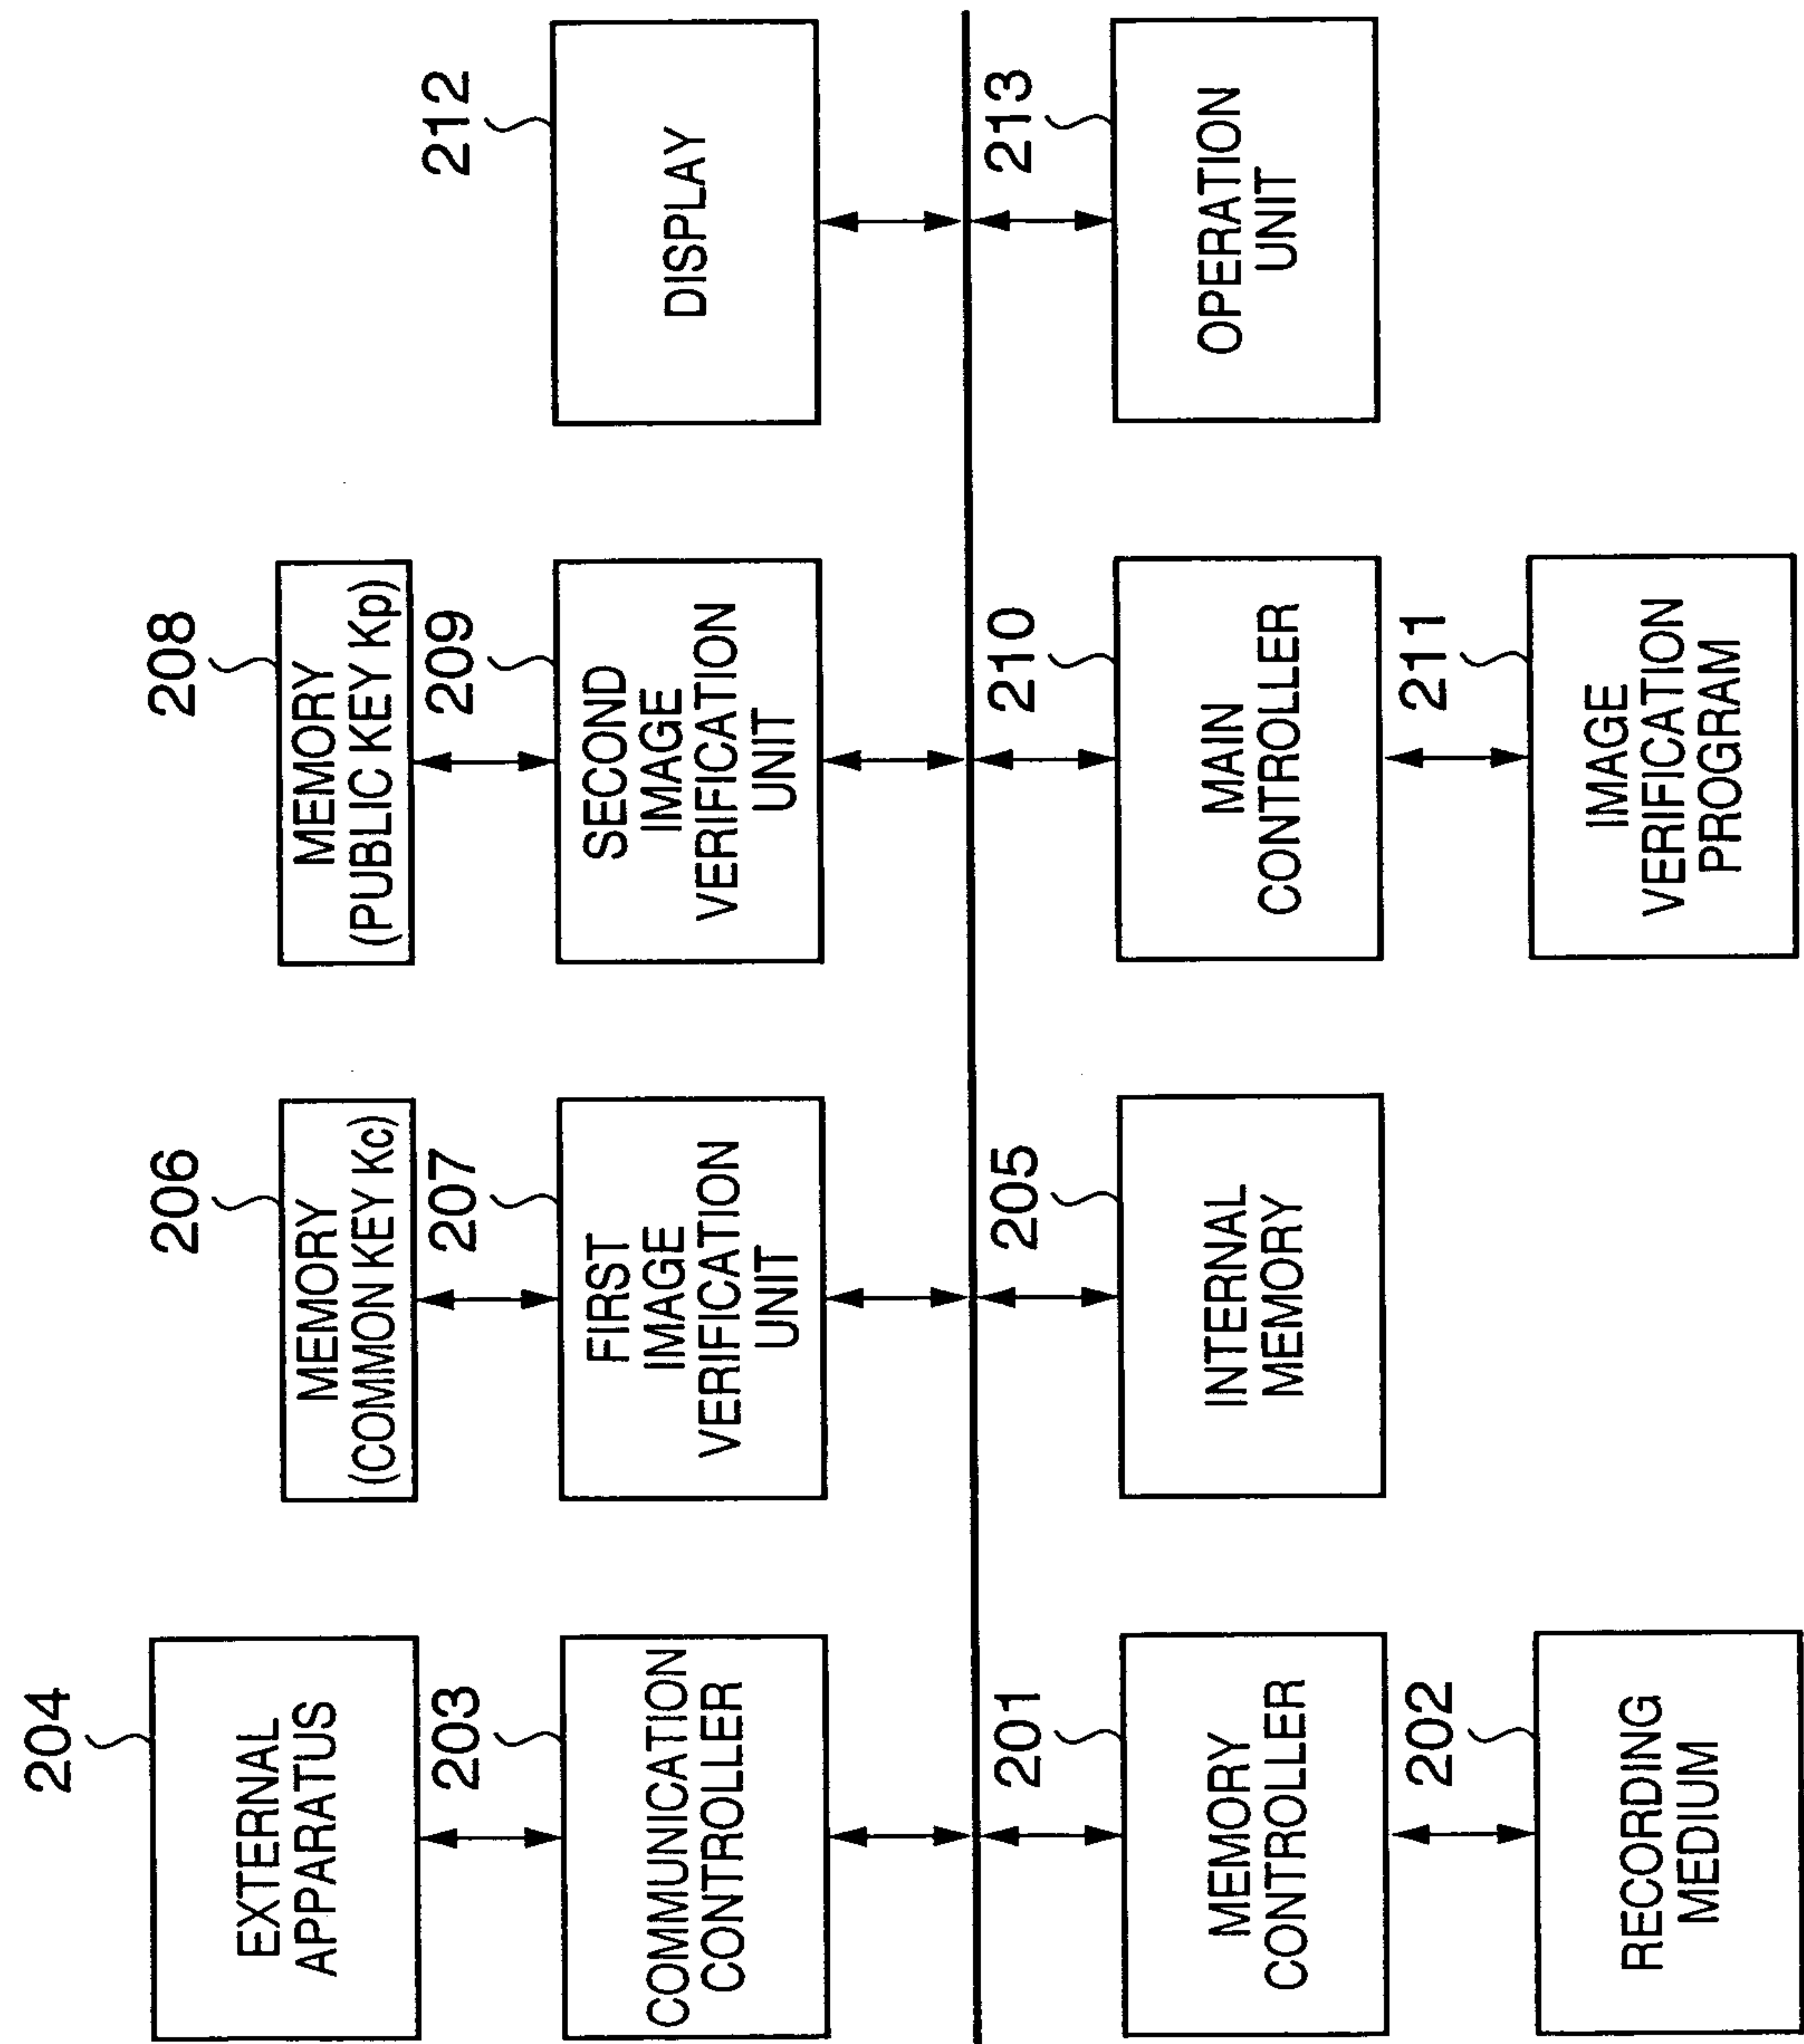 204
EXTERNAL
APPARATUS
203
COMMUNICATION
CONTROLLER
201
MEMORY
CONTROLLER
202
RECORDING
MEDIUM
206
MEMORY
(COMMON KEY Kc)
207
FIRST
IMAGE
VERIFICATION
UNIT
205
INTERNAL
MEMORY
208
MEMORY
(PUBLIC KEY Kp)
209
SECOND
IMAGE
VERIFICATION
UNIT
210
MAIN
CONTROLLER
211
IMAGE
VERIFICATION
PROGRAM
212
DISPLAY
213
OPERATION
UNIT